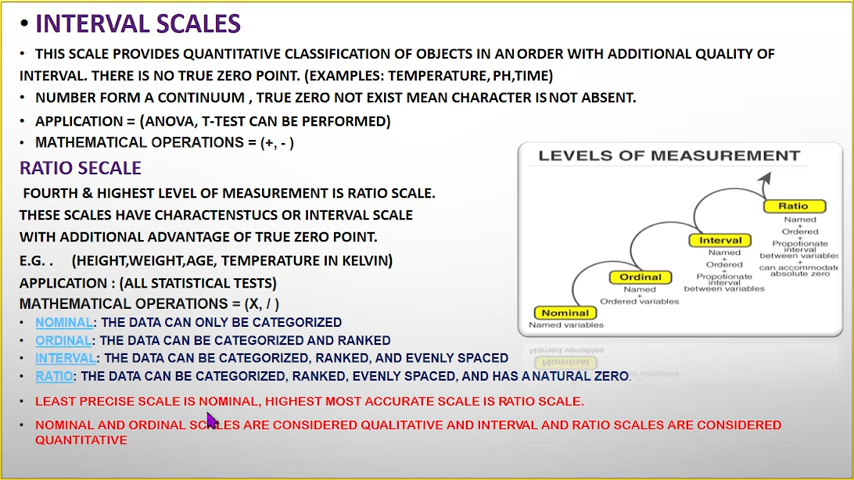 • INTERVAL SCALES
• THIS SCALE PROVIDES QUANTITATIVE CLASSIFICATION OF OBJECTS IN AN ORDER WITH ADDITIONAL QUALITY OF
INTERVAL. THERE IS NO TRUE ZERO POINT. (EXAMPLES: TEMPERATURE, PH,TIME)
• NUMBER FORM A CONTINUUM , TRUE ZERO NOT EXIST MEAN CHARACTER IS NOT ABSENT.
• APPLICATION = (ANOVA, T-TEST CAN BE PERFORMED)
• MATHEMATICAL OPERATIONS = (+, - )
RATIO SECALE
FOURTH & HIGHEST LEVEL OF MEASUREMENT IS RATIO SCALE.
THESE SCALES HAVE CHARACTENSTUCS OR INTERVAL SCALE
WITH ADDITIONAL ADVANTAGE OF TRUE ZERO POINT.
E.G. . (HEIGHT,WEIGHT,AGE, TEMPERATURE IN KELVIN)
APPLICATION : (ALL STATISTICAL TESTS)
MATHEMATICAL OPERATIONS = (X, / )
• NOMINAL: THE DATA CAN ONLY BE CATEGORIZED
• ORDINAL: THE DATA CAN BE CATEGORIZED AND RANKED
• INTERVAL: THE DATA CAN BE CATEGORIZED, RANKED, AND EVENLY SPACED
• RATIO: THE DATA CAN BE CATEGORIZED, RANKED, EVENLY SPACED, AND HAS A NATURAL ZERO.
• LEAST PRECISE SCALE IS NOMINAL, HIGHEST MOST ACCURATE SCALE IS RATIO SCALE.
• NOMINAL AND ORDINAL SCALES ARE CONSIDERED QUALITATIVE AND INTERVAL AND RATIO SCALES ARE CONSIDERED
QUANTITATIVE
LEVELS OF MEASUREMENT
Ratio
Named
+
Ordered
+
Propotionate
interval
between variables
+
can accommodate
absolute zero
Interval
Named
+
Ordered
+
Propotionate
interval
between variables
Ordinal
Named
+
Ordered variables
Nominal
Named variables